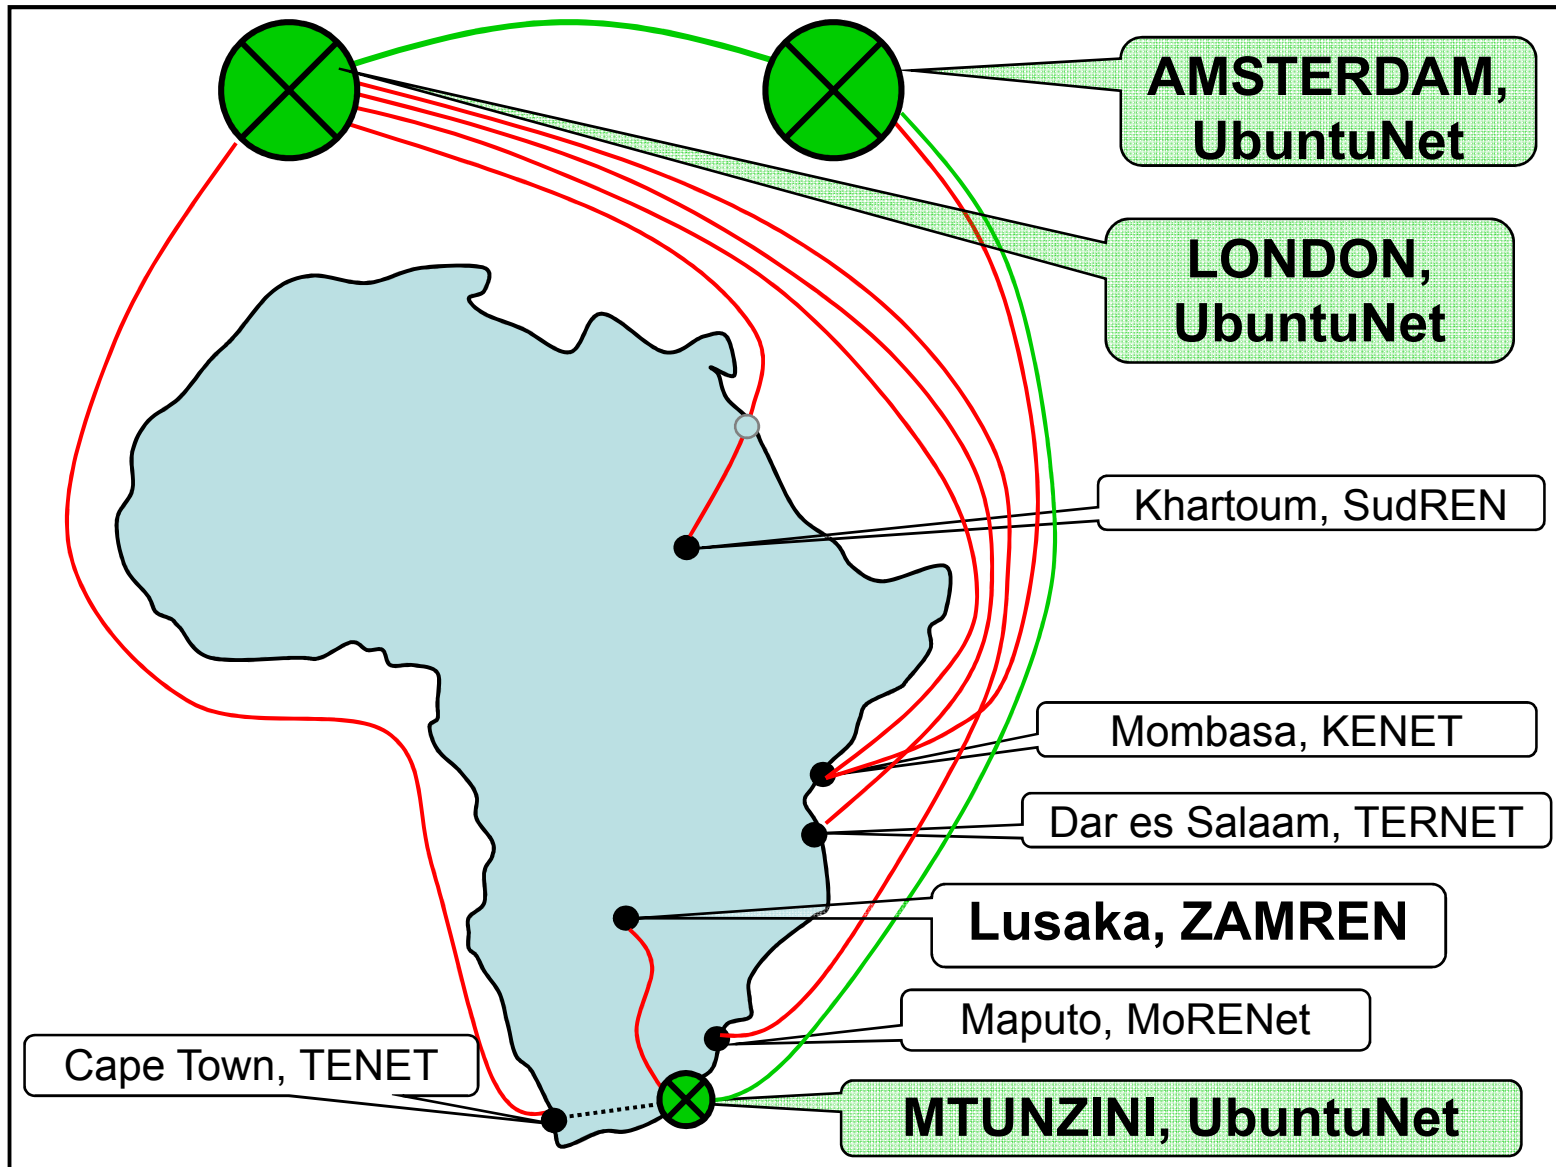 AMSTERDAM,
UbuntuNet
LONDON,
UbuntuNet
Khartoum, SudREN
Mombasa, KENET
Dar es Salaam, TERNET
Lusaka, ZAMREN
Maputo, MoRENet
Cape Town, TENET
MTUNZINI, UbuntuNet